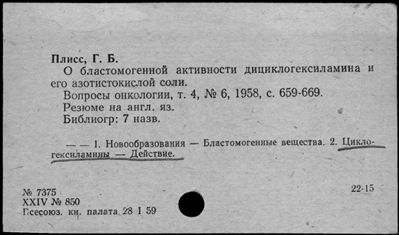 Плисс, Г. Б.
О бластомогенной активности дициклогексиламина и
его азотистокислой соли.
Вопросы онкологии, т. 4, № 6, 1958, с. 659-669.
Резюме на англ. яз.
Библиогр: 7 назв.
— — 1. Новообразования — Бластомогенные вещества. 2. Цикло-
гексиламины — Действие.
№ 7375
22-15
XXIV № 850
Всесоюз. кн. палата 28 I 59